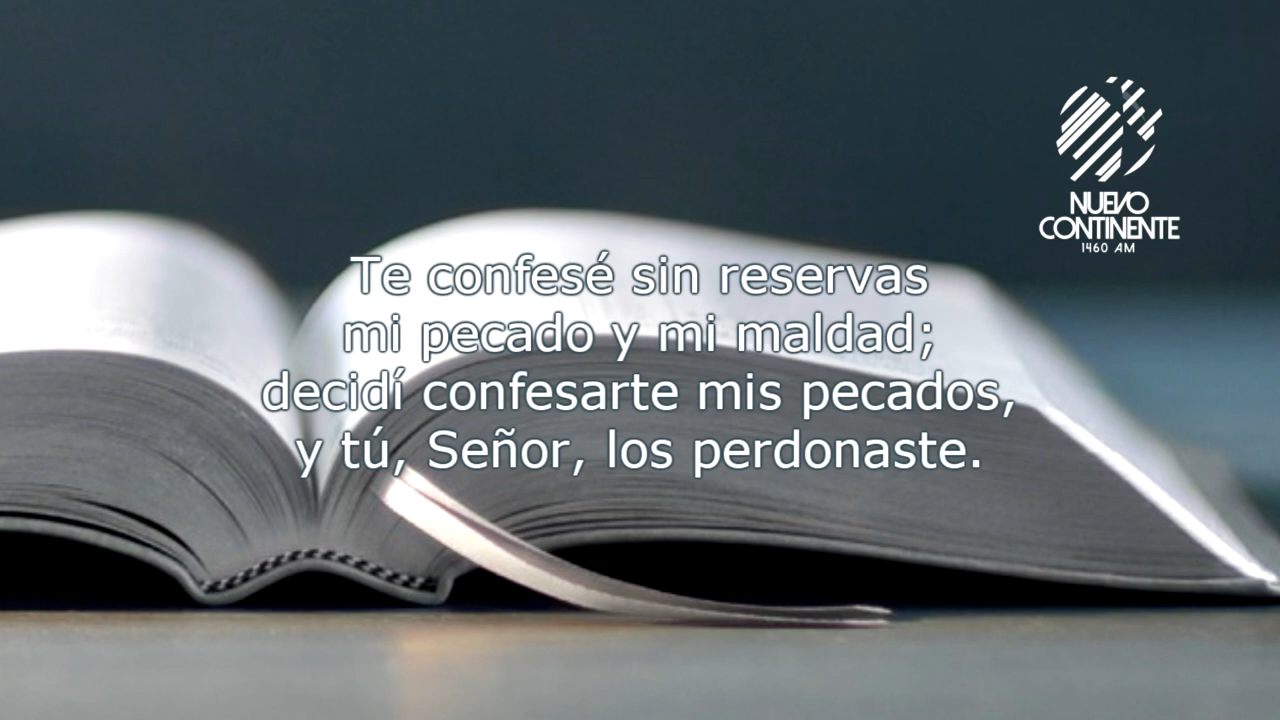 NUEVO
CONTINENTE
1460 AM
Te confesé sin reservas
mi pecado y mi maldad;
decidí confesarte mis pecados,
y tú, Señor, los perdonaste.